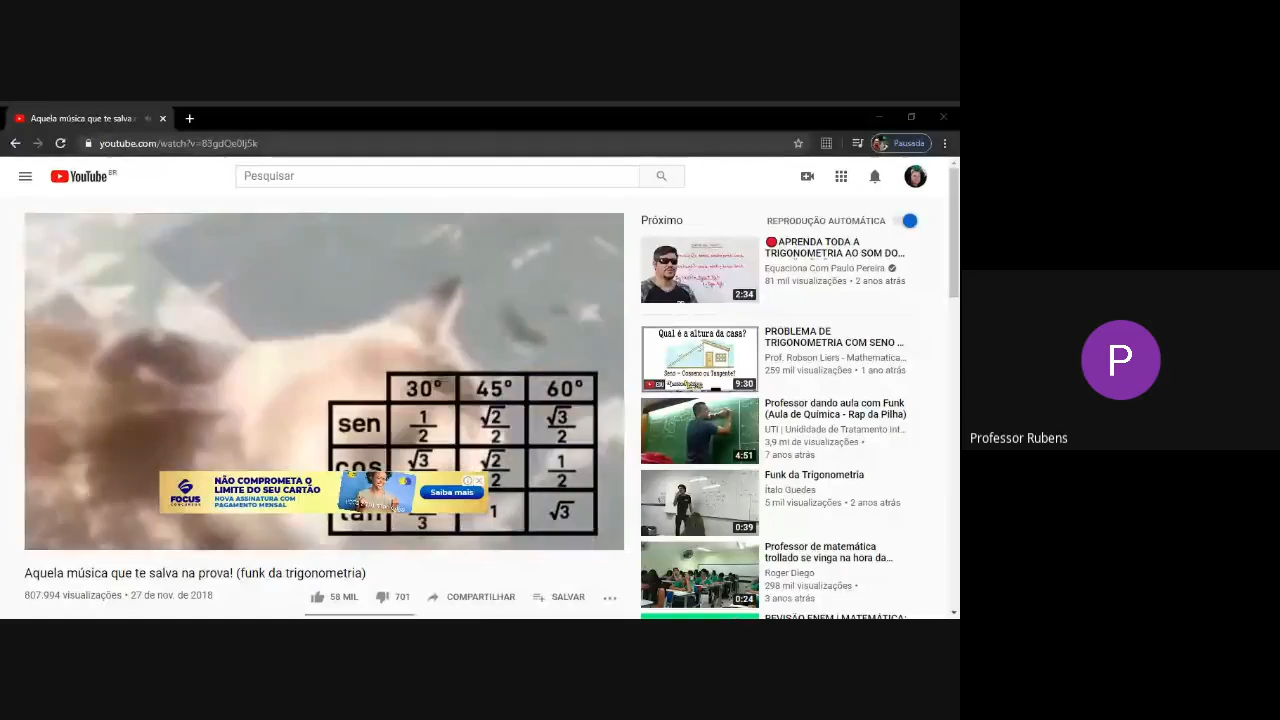 Aquela música que te salva
youtube.com/watch?v=83gdQe0Ij5k
Pausada
YouTube BR
Pesquisar
Próximo
REPRODUÇÃO AUTOMÁTICA
APRENDA TODA A
TRIGONOMETRIA AO SOM DO...
Equaciona Com Paulo Pereira
81 mil visualizações • 2 anos atrás
2:34
Qual é a altura da casa?
Seno - Cosseno ou Tangente?
9:30
PROBLEMA DE
TRIGONOMETRIA COM SENO ...
Prof. Robson Liers - Mathematica...
259 mil visualizações • 1 ano atrás
Professor dando aula com Funk
(Aula de Química - Rap da Pilha)
UTI | Unididade de Tratamento Int...
3,9 mi de visualizações •
7 anos atrás
4:51
Funk da Trigonometria
Ítalo Guedes
5 mil visualizações • 2 anos atrás
0:39
Professor de matemática
trollado se vinga na hora da...
Roger Diego
298 mil visualizações •
3 anos atrás
0:24
REVISÃO ENEM | MATEMÁTICA:
30° 45° 60°
sen 1/2 √2/2 √3/2
cos √3/2 √2/2 1/2
tan 3 1 √3
FOCUS
CONCURSOS
NÃO COMPROMETA O
LIMITE DO SEU CARTÃO
NOVA ASSINATURA COM
PAGAMENTO MENSAL
Saiba mais
Aquela música que te salva na prova! (funk da trigonometria)
807.994 visualizações • 27 de nov. de 2018
58 MIL
701
COMPARTILHAR
SALVAR
P
Professor Rubens